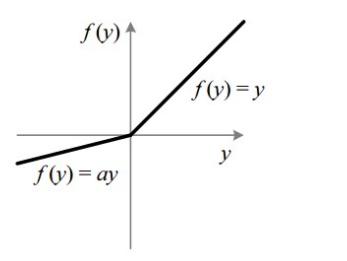 f(y)
f(y) = y
y
f(y) = ay